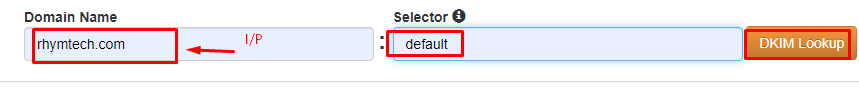 Domain Name
Selector
rhymtech.com
I/P
:
default
DKIM Lookup